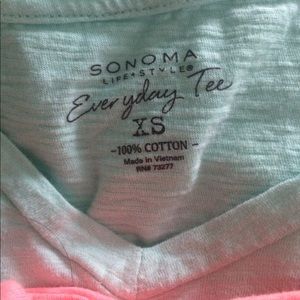 SONOMA
LIFE+STYLE®
Everyday Tee
XS
-100% COTTON-
Made in Vietnam
RN# 73277